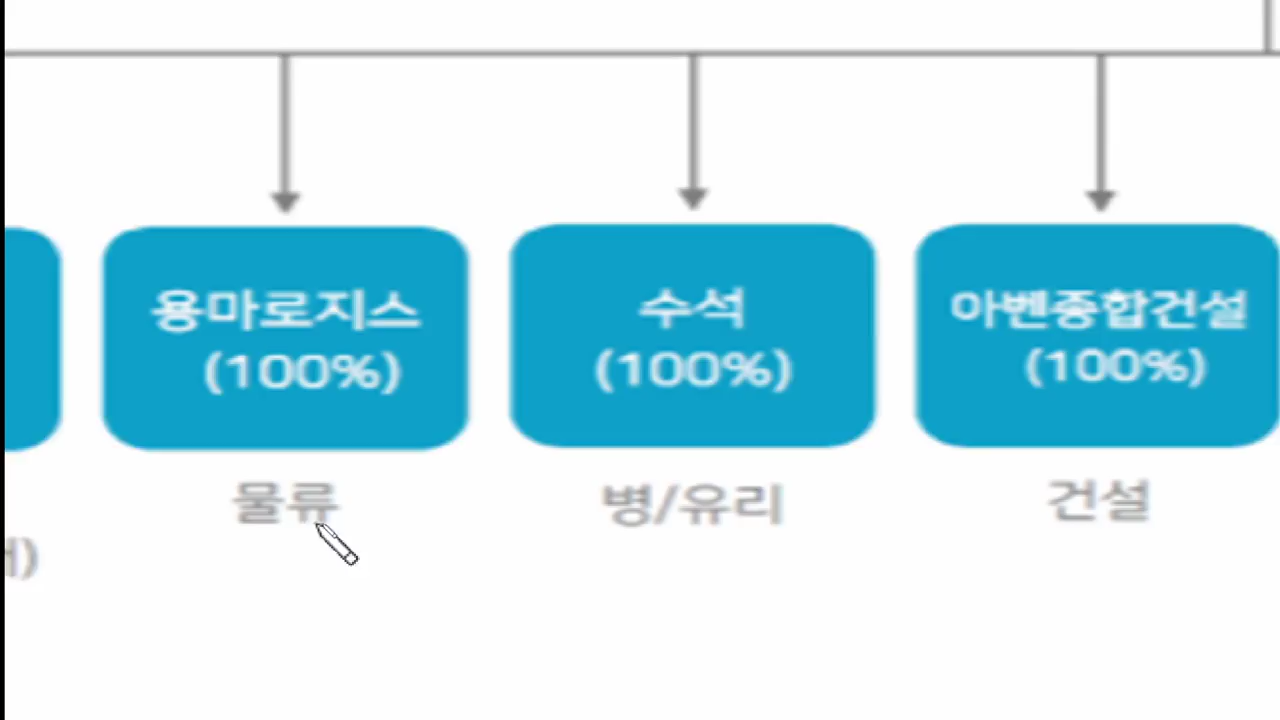 용마로지스
(100%)
수석
(100%)
아벤종합건설
(100%)
물류
병/유리
건설